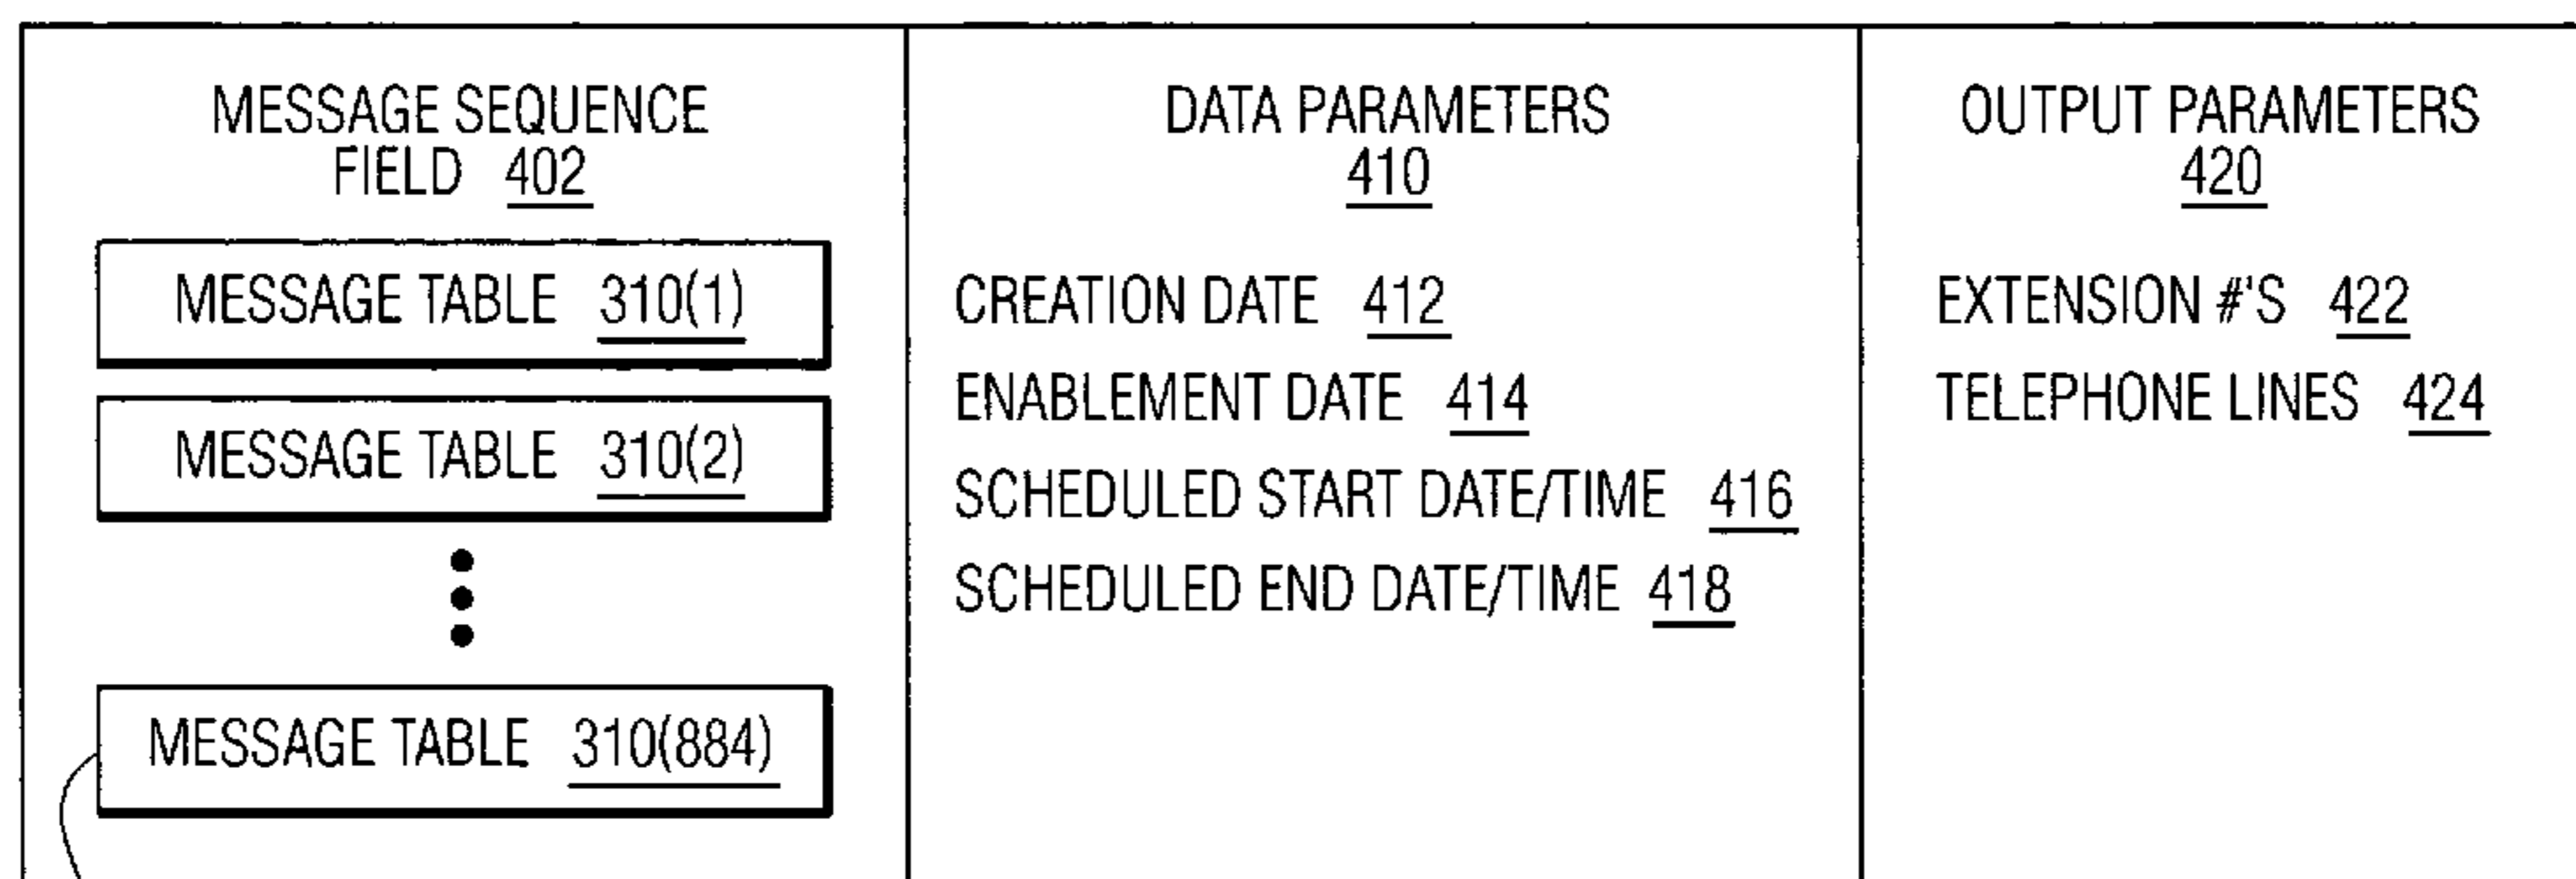 MESSAGE SEQUENCE
FIELD 402
MESSAGE TABLE 310(1)
MESSAGE TABLE 310(2)
MESSAGE TABLE 310(884)
DATA PARAMETERS
410
CREATION DATE 412
ENABLEMENT DATE 414
SCHEDULED START DATE/TIME 416
SCHEDULED END DATE/TIME 418
OUTPUT PARAMETERS
420
EXTENSION #'S 422
TELEPHONE LINES 424